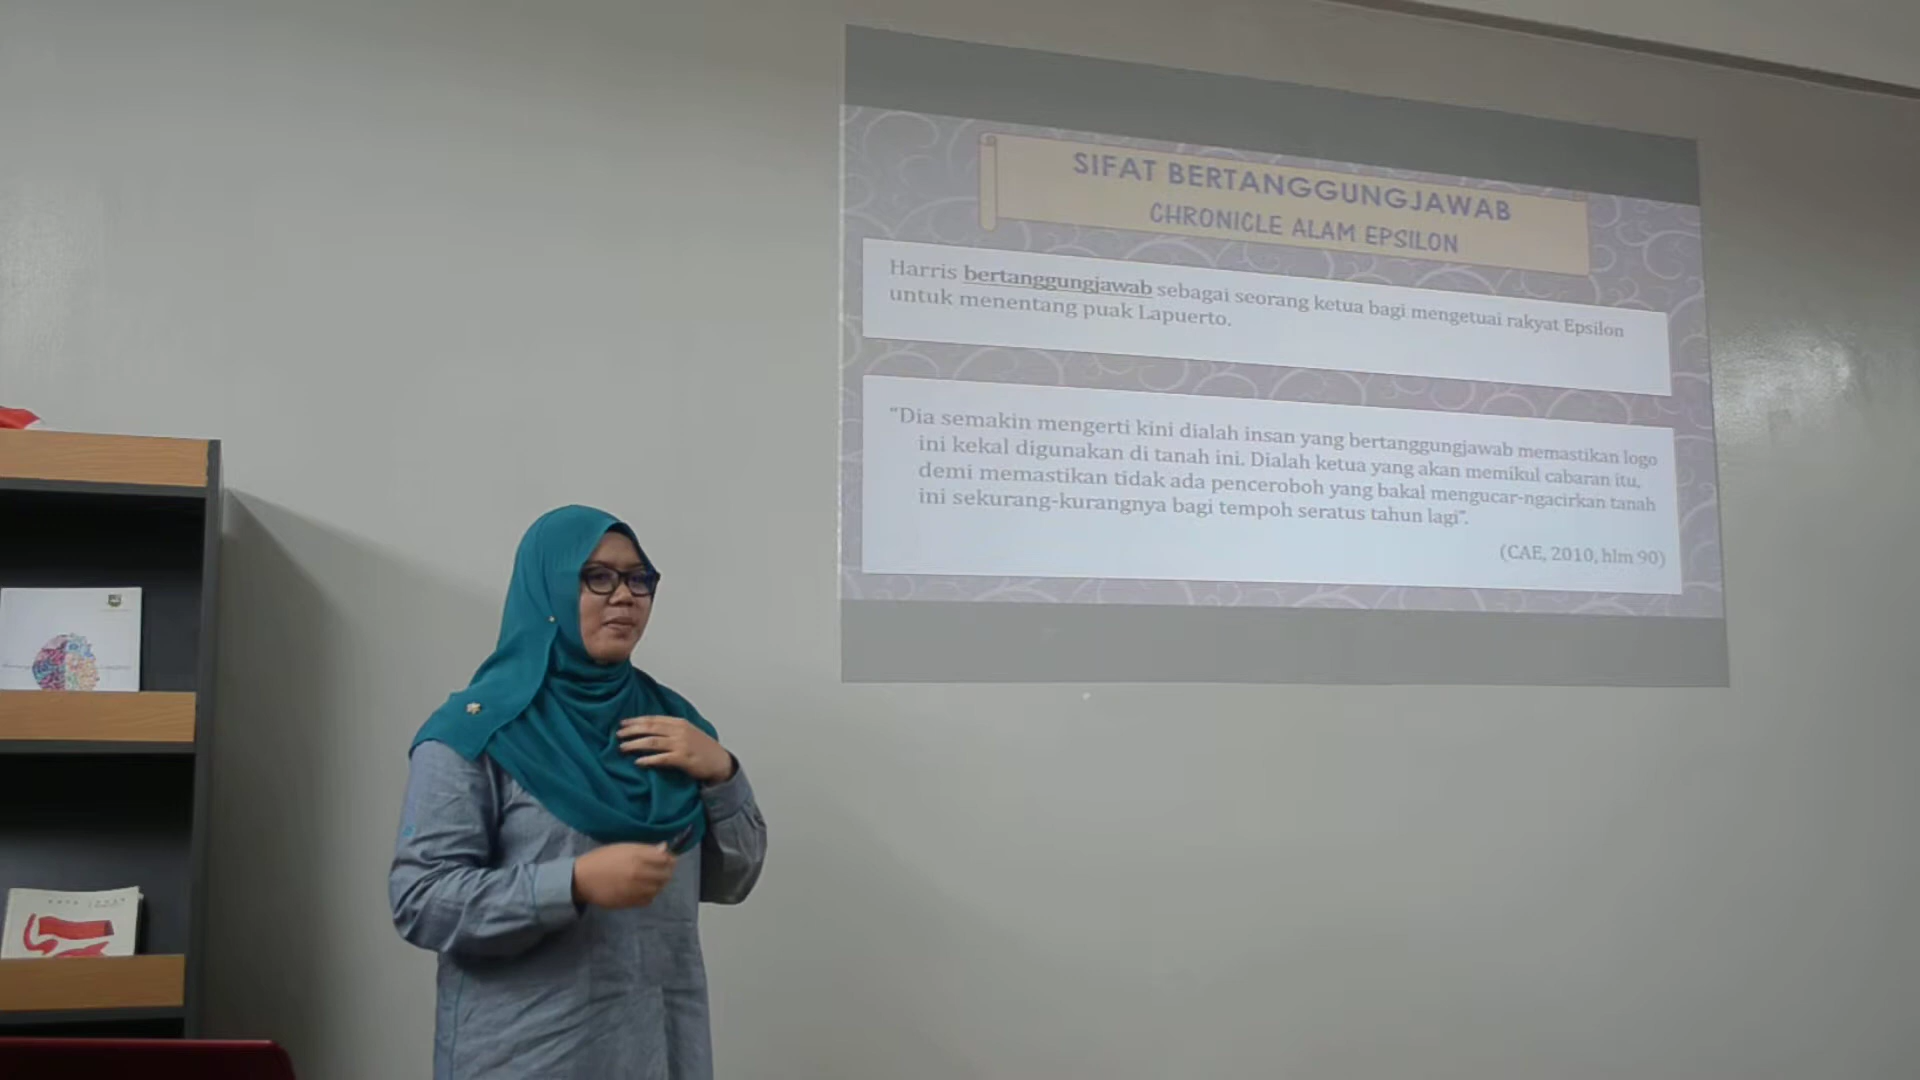 SIFAT BERTANGGUNGJAWAB
CHRONICLE ALAM EPSILON
Harris bertanggungjawab sebagai seorang ketua bagi mengetuai rakyat Epsilon
untuk menentang puak Lapuerto.
“Dia semakin mengerti kini dialah insan yang bertanggungjawab memastikan logo
ini kekal digunakan di tanah ini. Dialah ketua yang akan memikul cabaran itu,
demi memastikan tidak ada penceroboh yang bakal mengucar-ngacirkan tanah
ini sekurang-kurangnya bagi tempoh seratus tahun lagi”.
(CAE, 2010, hlm 90)